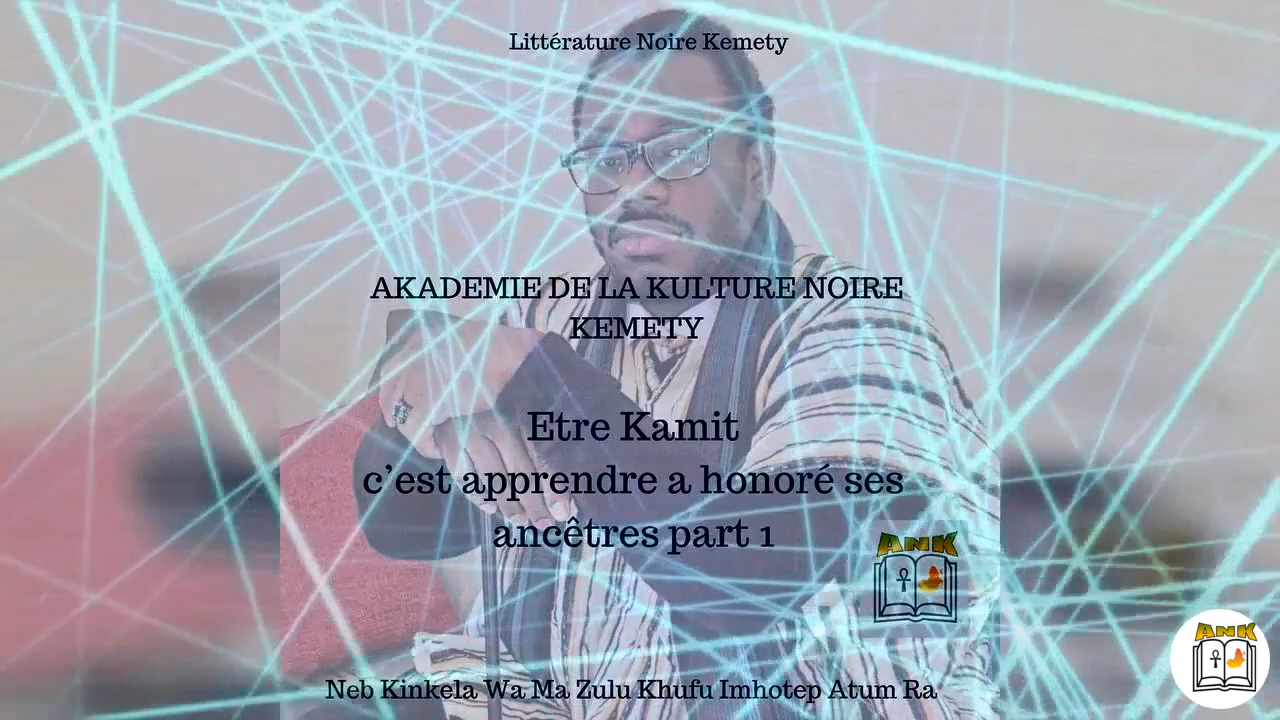 Littérature Noire Kemety
AKADEMIE DE LA KULTURE NOIRE
KEMETY
Etre Kamit
c’est apprendre a honoré ses
ancêtres part 1
ANK
Neb Kinkela Wa Ma Zulu Khufu Imhotep Atum Ra
ANK